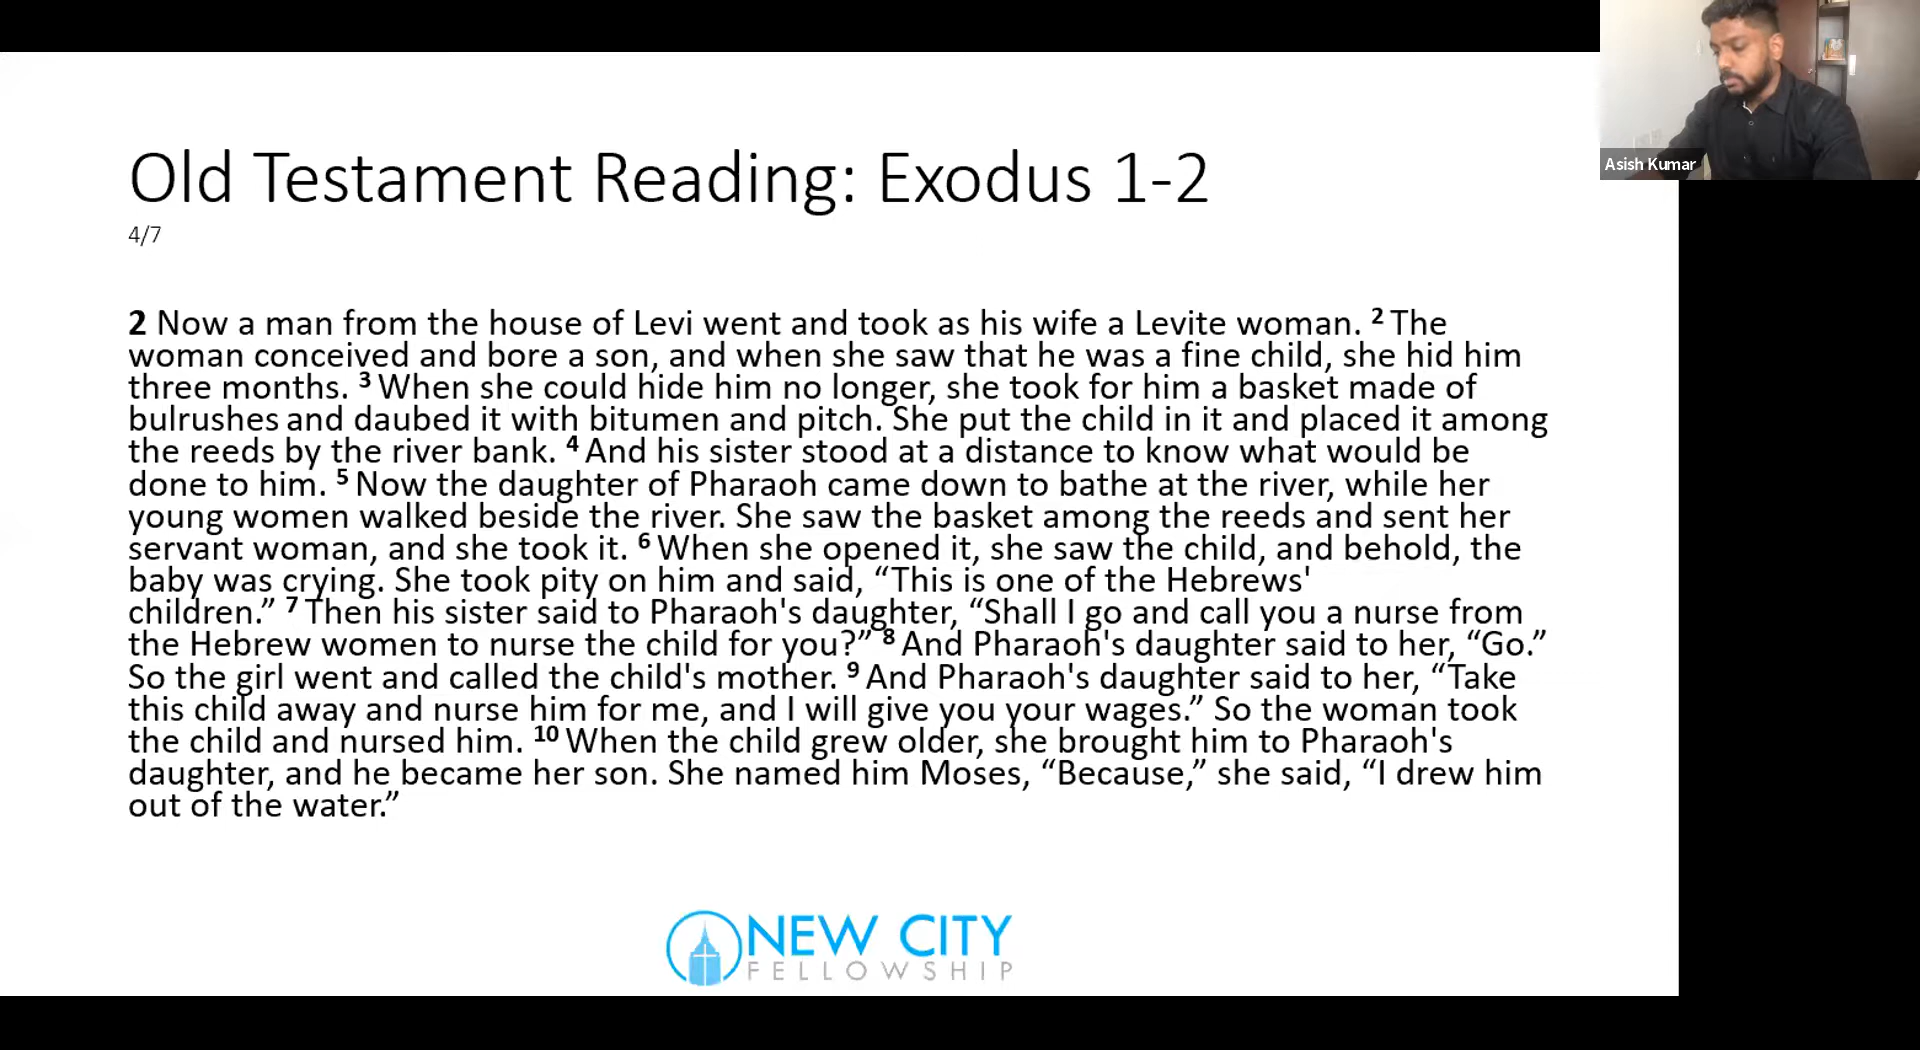 Asish Kumar
Old Testament Reading: Exodus 1-2
4/7
2 Now a man from the house of Levi went and took as his wife a Levite woman. 2 The
woman conceived and bore a son, and when she saw that he was a fine child, she hid him
three months. 3 When she could hide him no longer, she took for him a basket made of
bulrushes and daubed it with bitumen and pitch. She put the child in it and placed it among
the reeds by the river bank. 4 And his sister stood at a distance to know what would be
done to him. 5 Now the daughter of Pharaoh came down to bathe at the river, while her
young women walked beside the river. She saw the basket among the reeds and sent her
servant woman, and she took it. 6 When she opened it, she saw the child, and behold, the
baby was crying. She took pity on him and said, “This is one of the Hebrews'
children.” 7 Then his sister said to Pharaoh's daughter, “Shall I go and call you a nurse from
the Hebrew women to nurse the child for you?” 8 And Pharaoh's daughter said to her, “Go.”
So the girl went and called the child's mother. 9 And Pharaoh's daughter said to her, “Take
this child away and nurse him for me, and I will give you your wages.” So the woman took
the child and nursed him. 10 When the child grew older, she brought him to Pharaoh's
daughter, and he became her son. She named him Moses, “Because,” she said, “I drew him
out of the water.”
NEW CITY
FELLOWSHIP